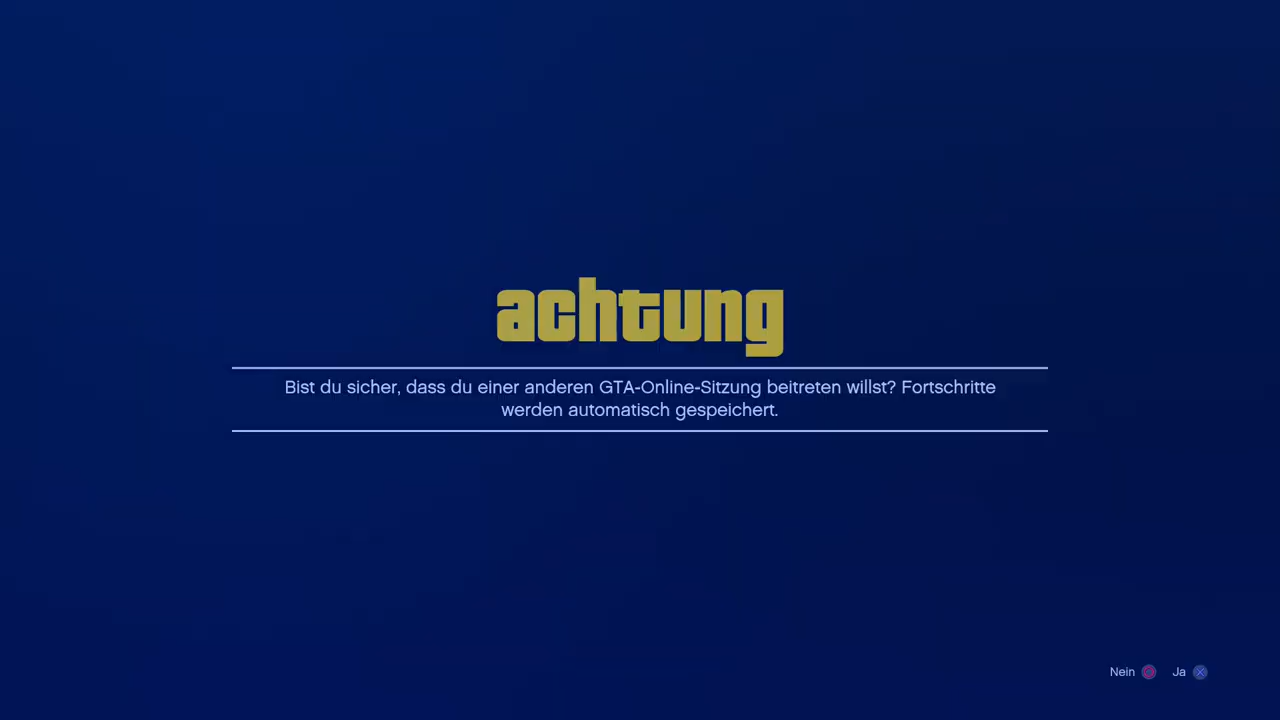 achtung
Bist du sicher, dass du einer anderen GTA-Online-Sitzung beitreten willst? Fortschritte
werden automatisch gespeichert.
Nein Ja